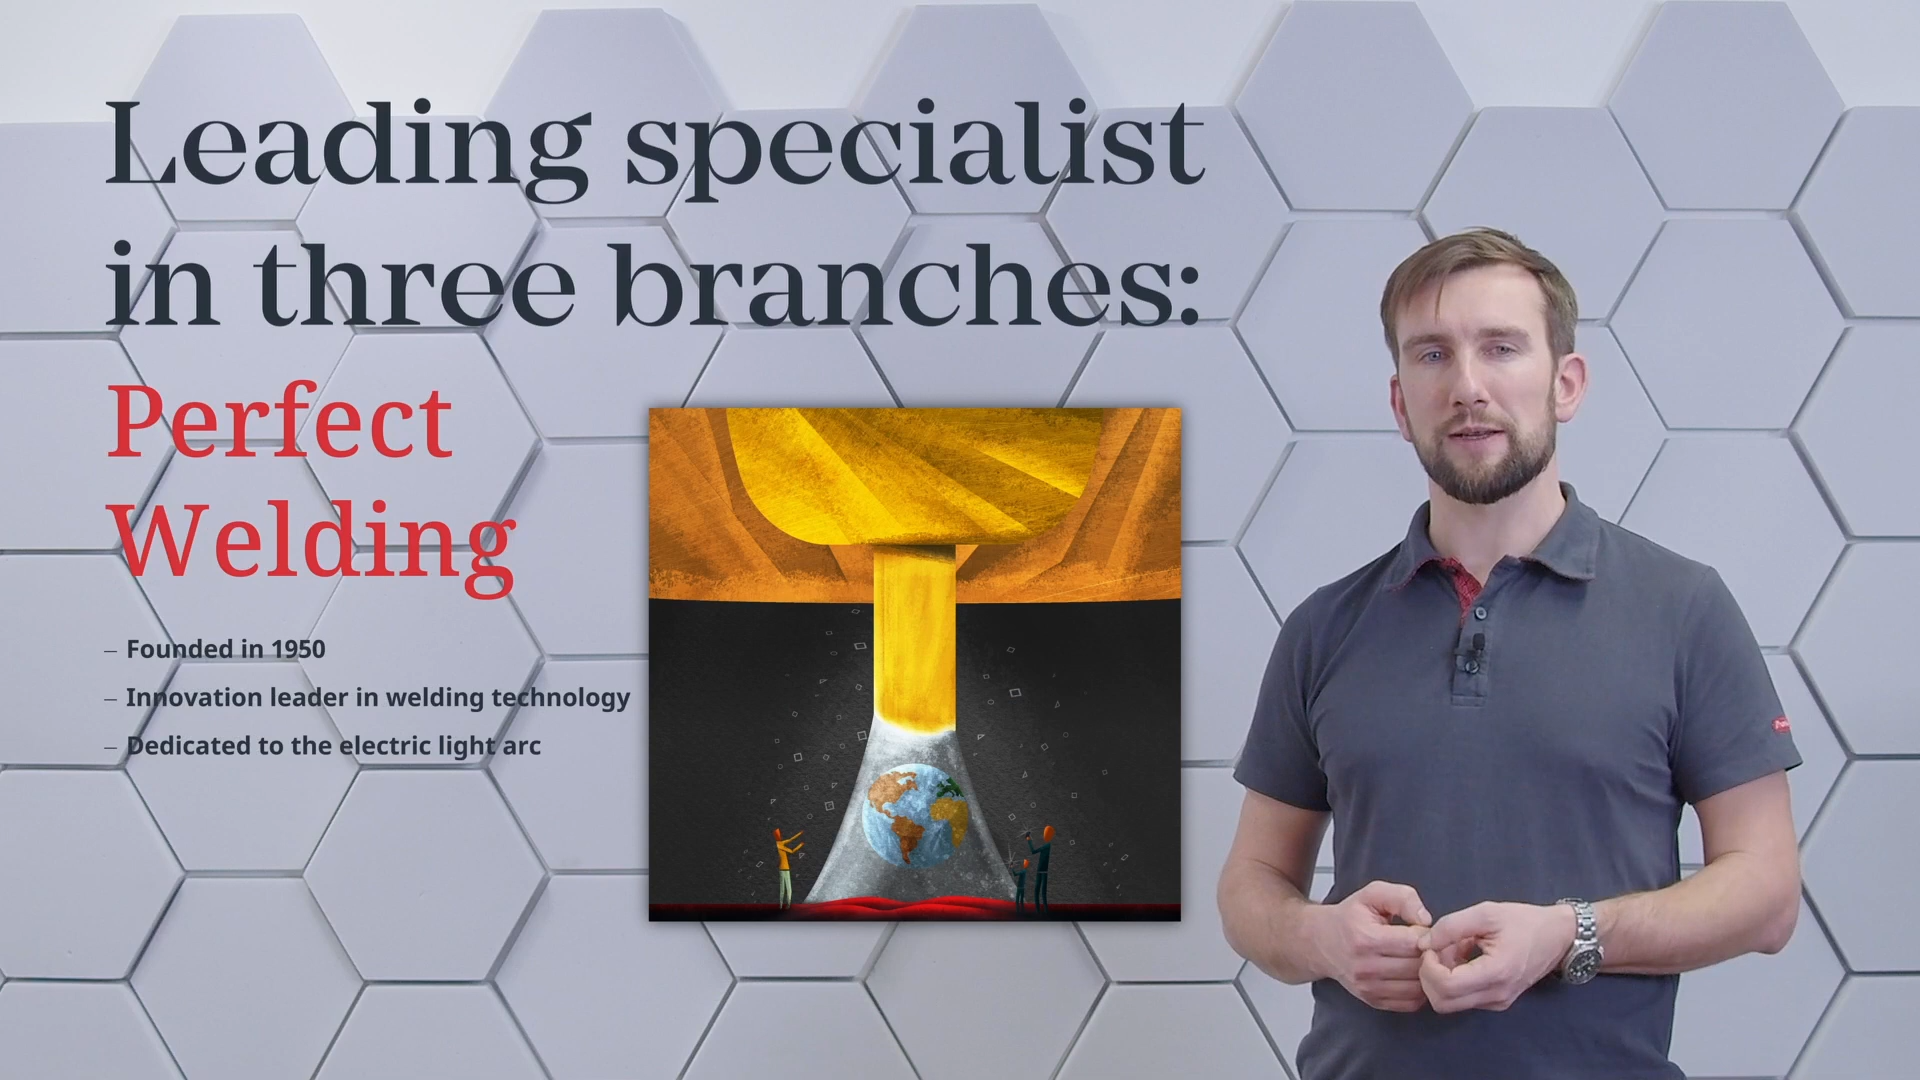 Leading specialist
in three branches:
Perfect
Welding
– Founded in 1950
– Innovation leader in welding technology
– Dedicated to the electric light arc